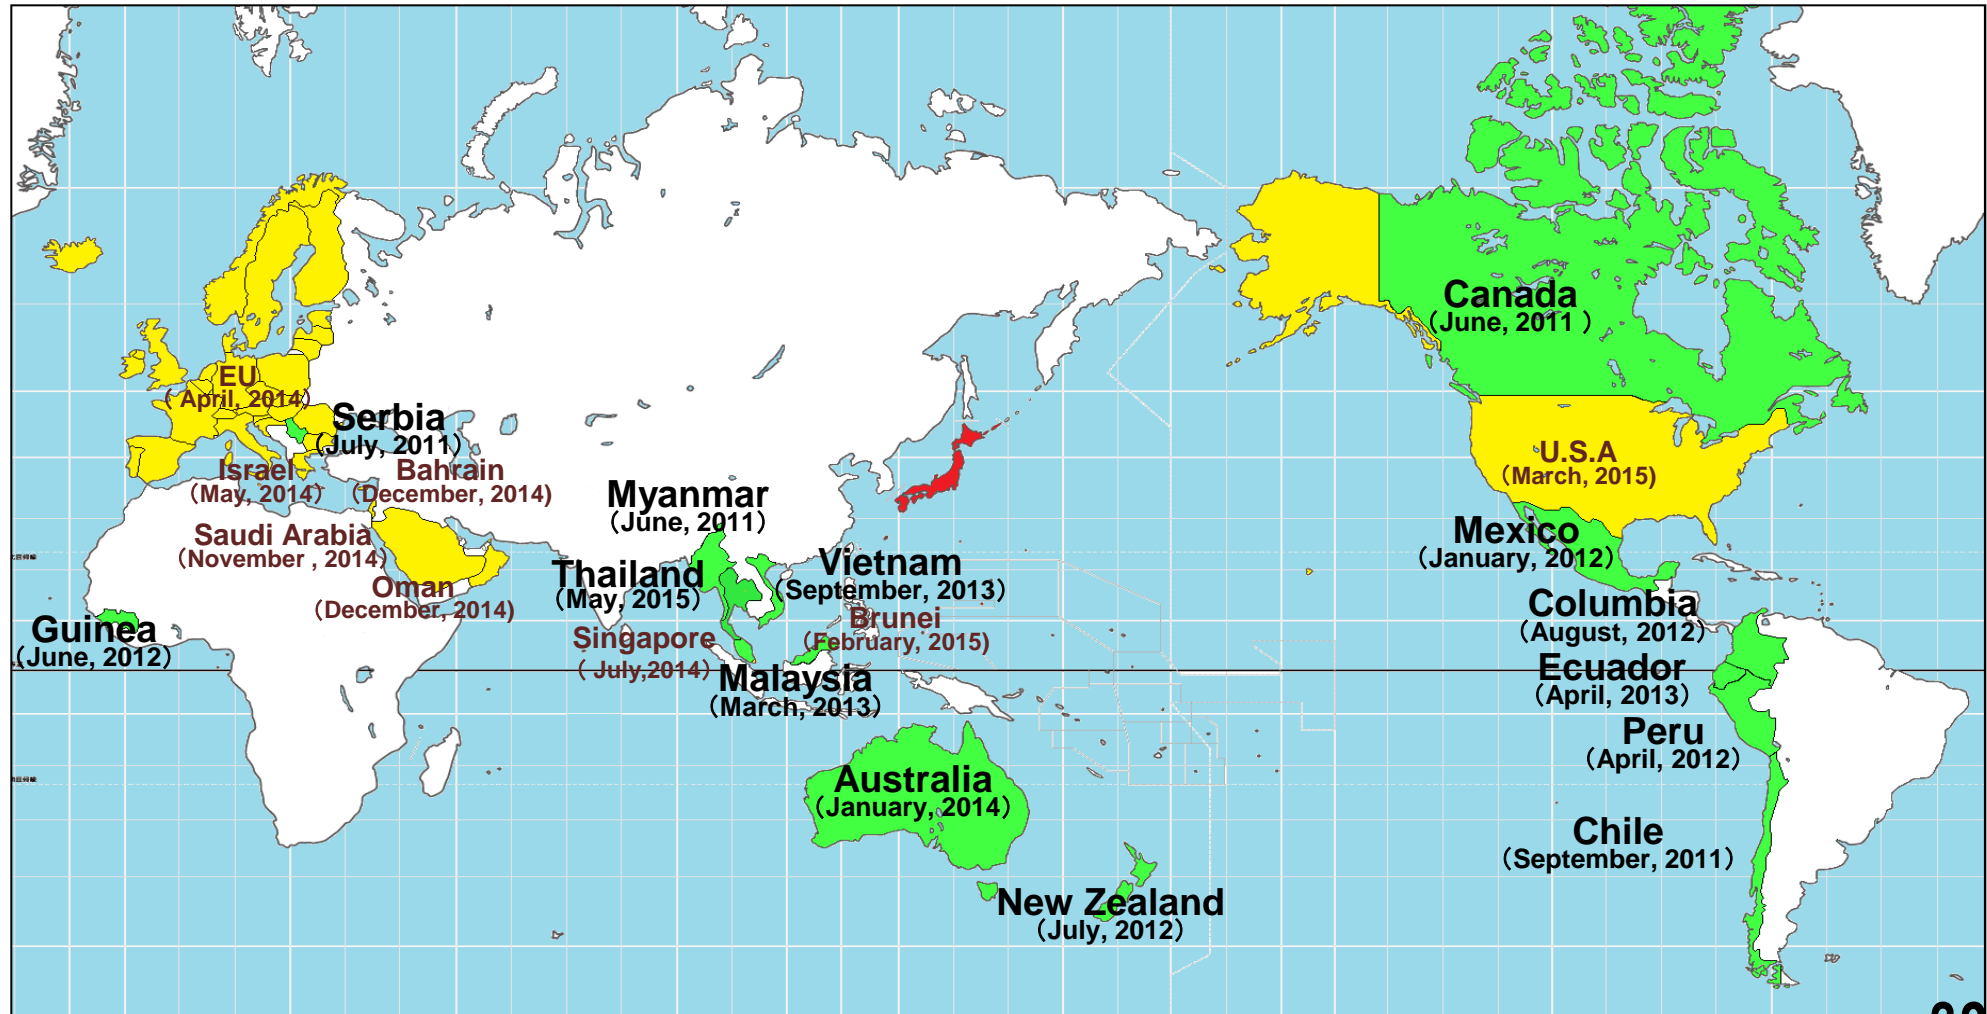 Canada
（June, 2011 ）
EU
（ April, 2014）
Serbia
（July, 2011）
U.S.A
（March, 2015）
Israel
（May, 2014）
Bahrain
（December, 2014）
Myanmar
（June, 2011）
Saudi Arabia
（November , 2014）
Mexico
（January, 2012）
Vietnam
（September, 2013）
Thailand
（May, 2015）
Oman
（December, 2014）
Columbia
（August, 2012）
Brunei
（February, 2015）
Guinea
（June, 2012）
Singapore
（ July,2014）
Ecuador
（April, 2013）
Malaysia
（March, 2013）
Peru
（April, 2012）
Australia
（January, 2014）
Chile
（September, 2011）
New Zealand
（July, 2012）